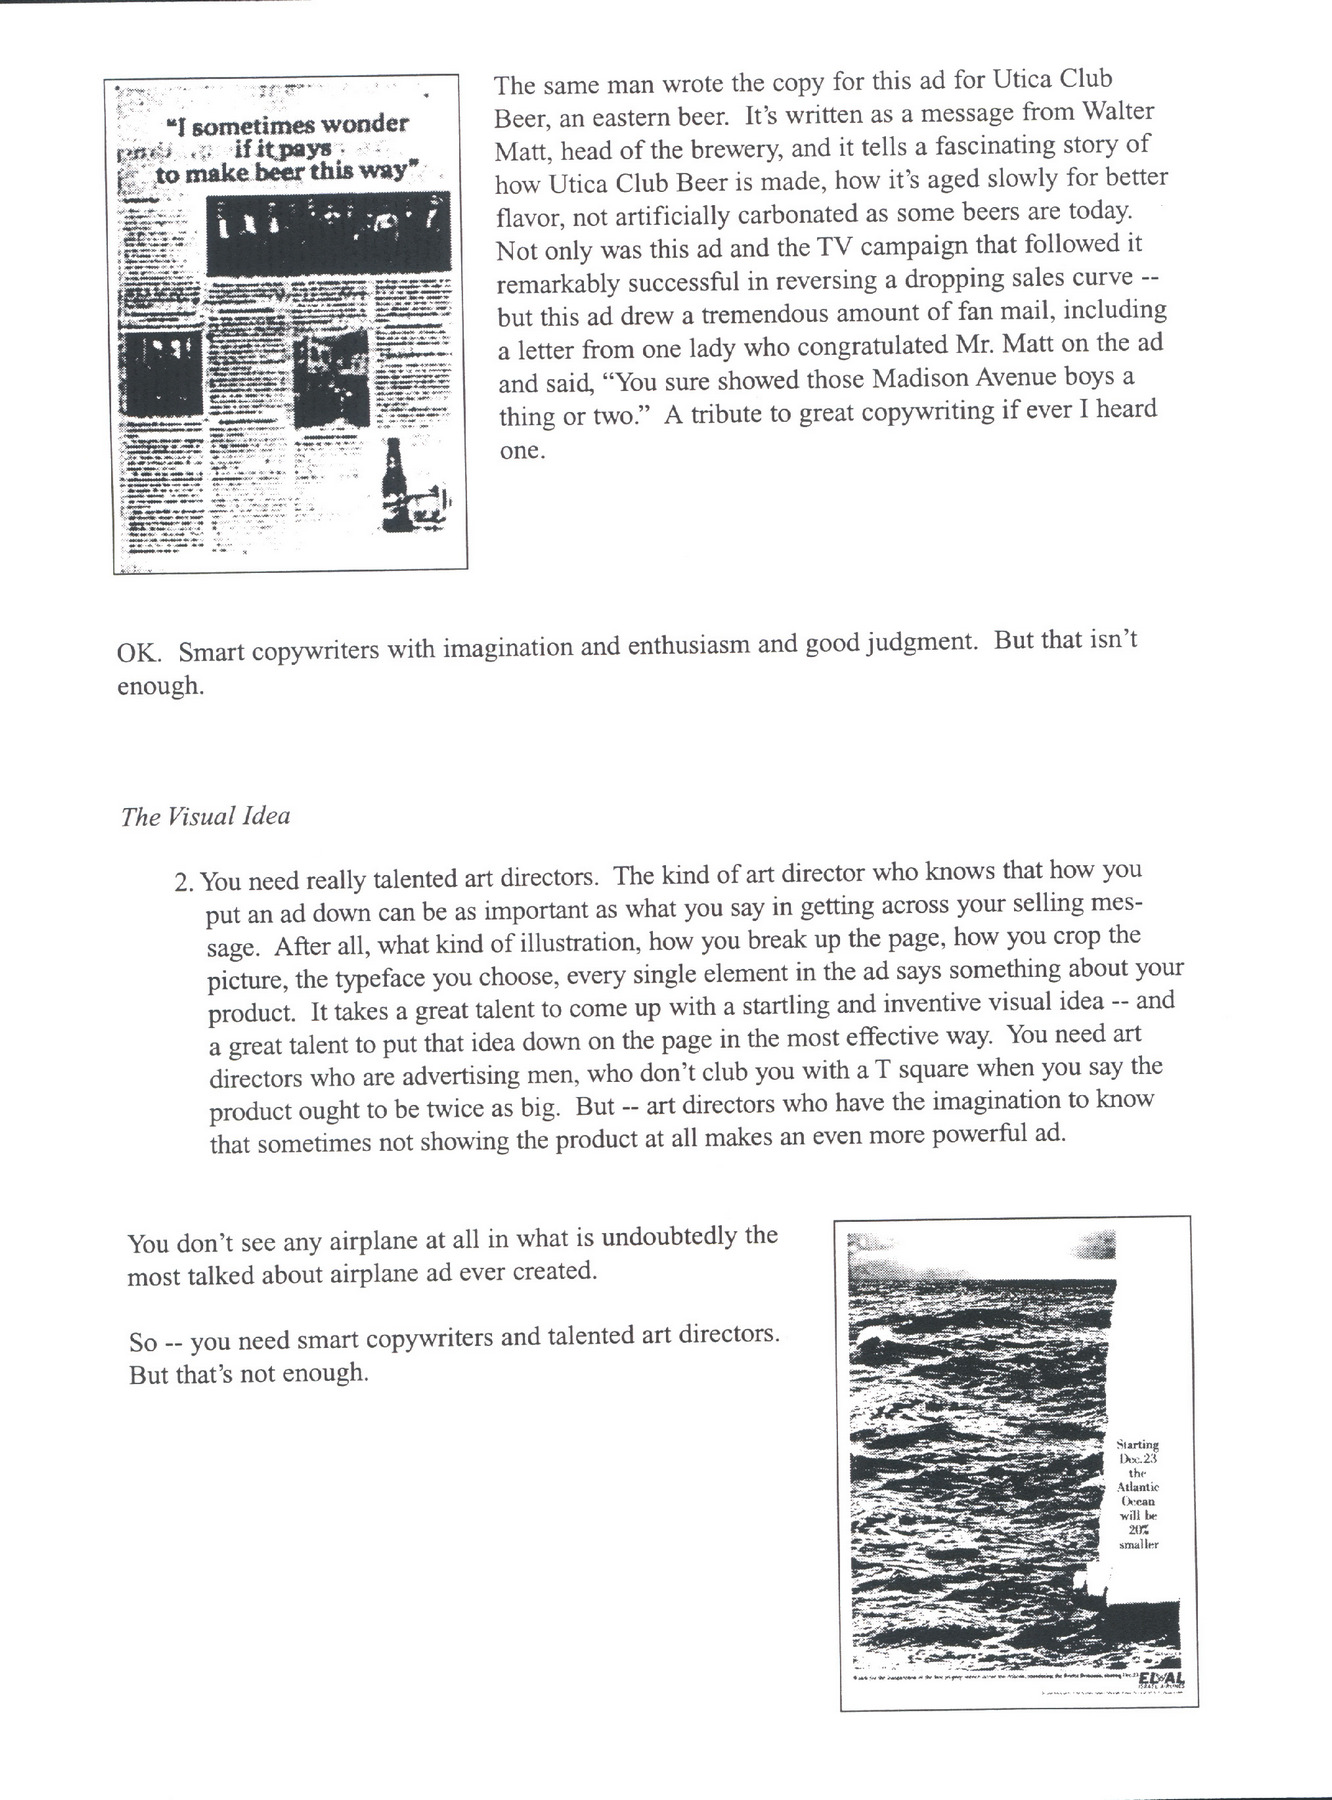 "I sometimes wonder
if it pays
to make beer this way"
The same man wrote the copy for this ad for Utica Club
Beer, an eastern beer.  It's written as a message from Walter
Matt, head of the brewery, and it tells a fascinating story of
how Utica Club Beer is made, how it's aged slowly for better
flavor, not artificially carbonated as some beers are today.
Not only was this ad and the TV campaign that followed it
remarkably successful in reversing a dropping sales curve --
but this ad drew a tremendous amount of fan mail, including
a letter from one lady who congratulated Mr. Matt on the ad
and said, “You sure showed those Madison Avenue boys a
thing or two.”  A tribute to great copywriting if ever I heard
one.
OK.  Smart copywriters with imagination and enthusiasm and good judgment.  But that isn't
enough.
The Visual Idea
2. You need really talented art directors.  The kind of art director who knows that how you
put an ad down can be as important as what you say in getting across your selling mes-
sage.  After all, what kind of illustration, how you break up the page, how you crop the
picture, the typeface you choose, every single element in the ad says something about your
product.  It takes a great talent to come up with a startling and inventive visual idea -- and
a great talent to put that idea down on the page in the most effective way.  You need art
directors who are advertising men, who don't club you with a T square when you say the
product ought to be twice as big.  But -- art directors who have the imagination to know
that sometimes not showing the product at all makes an even more powerful ad.
You don't see any airplane at all in what is undoubtedly the
most talked about airplane ad ever created.
So -- you need smart copywriters and talented art directors.
But that's not enough.
Starting
Dec. 23
the
Atlantic
Ocean
will be
20%
smaller
EL AL
ISRAEL AIRLINES